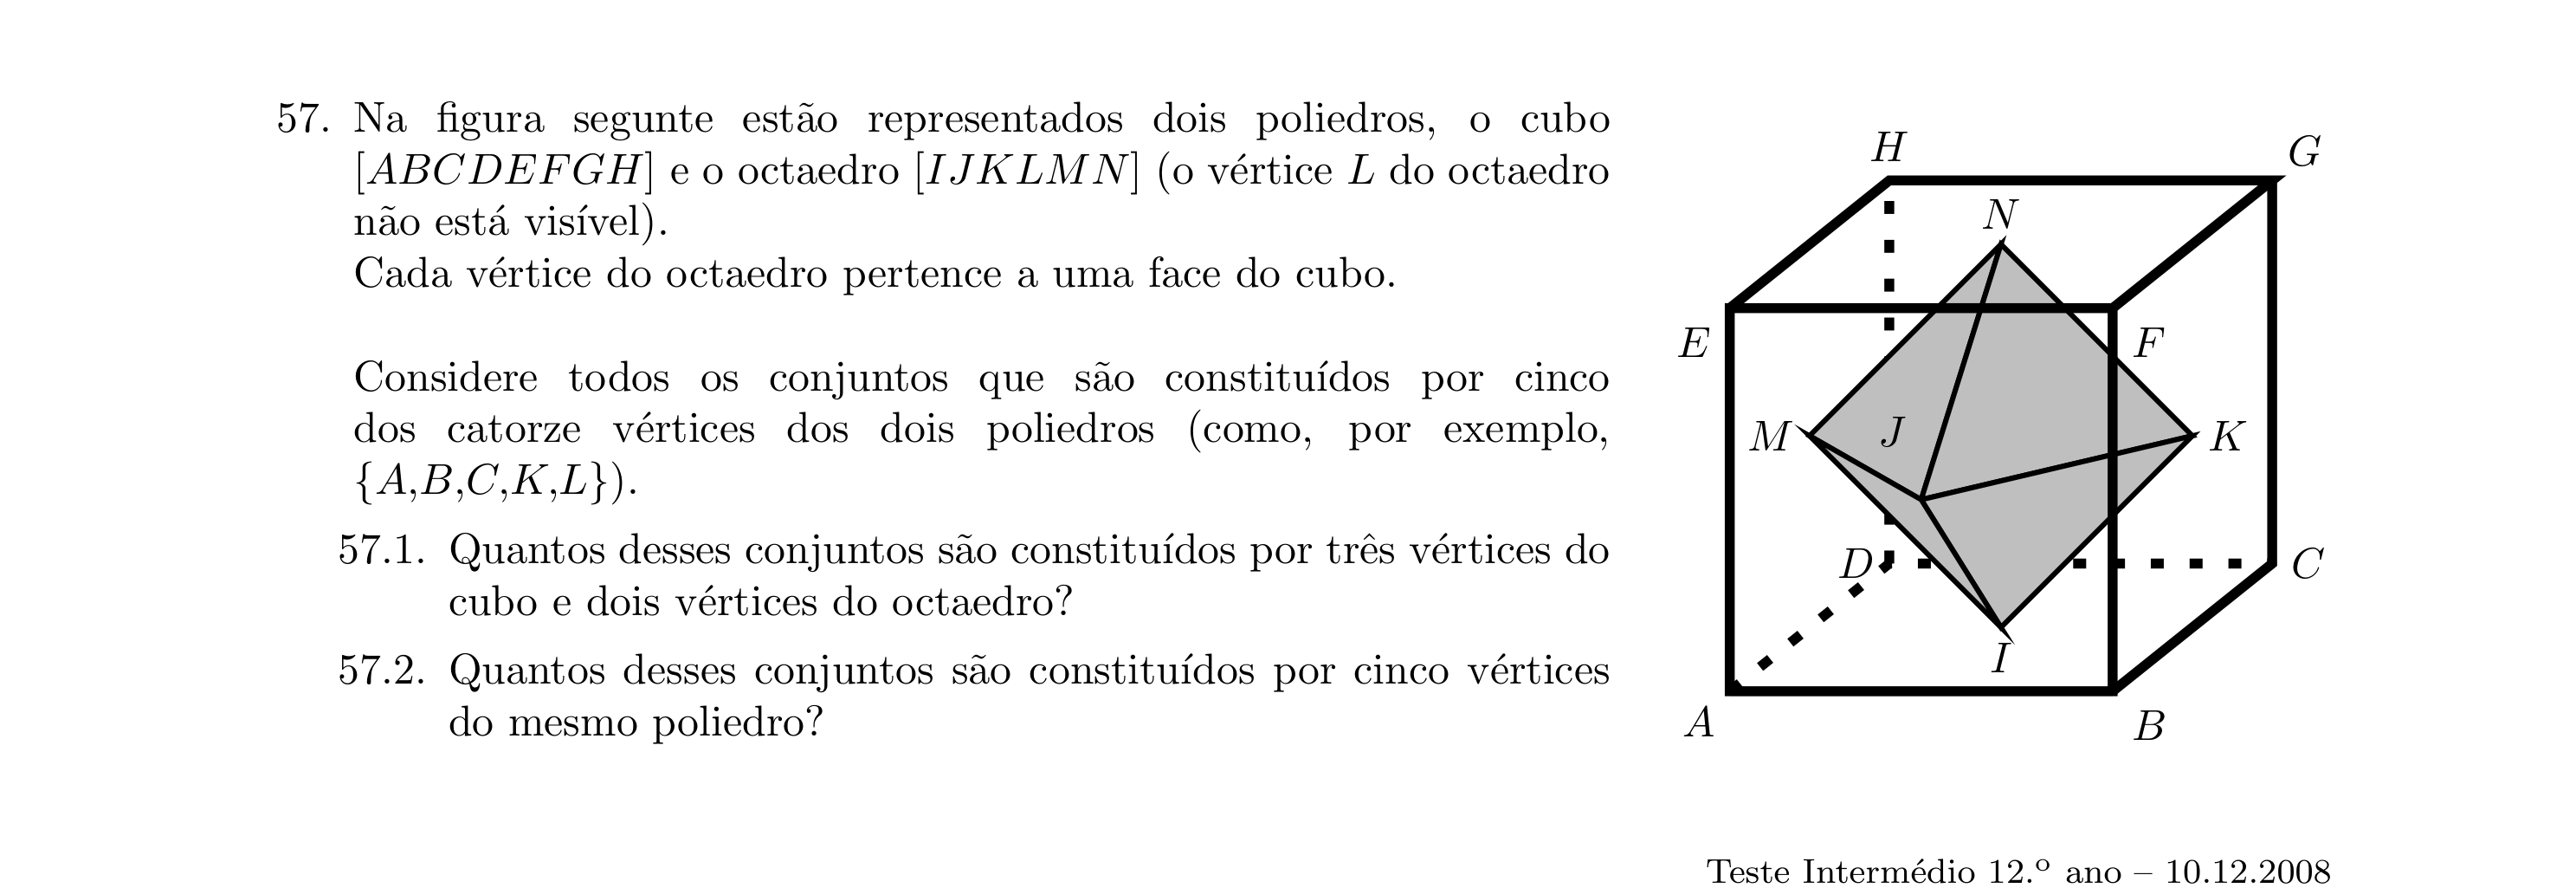 57. Na figura segunte estão representados dois poliedros, o cubo
[ABCDEFGH] e o octaedro [IJKLMN] (o vértice L do octaedro
não está visível).
Cada vértice do octaedro pertence a uma face do cubo.
Considere todos os conjuntos que são constituídos por cinco
dos catorze vértices dos dois poliedros (como, por exemplo,
{A,B,C,K,L}).
57.1. Quantos desses conjuntos são constituídos por três vértices do
cubo e dois vértices do octaedro?
57.2. Quantos desses conjuntos são constituídos por cinco vértices
do mesmo poliedro?
H
G
N
E
F
M
J
K
D
C
I
A
B
Teste Intermédio 12.º ano – 10.12.2008